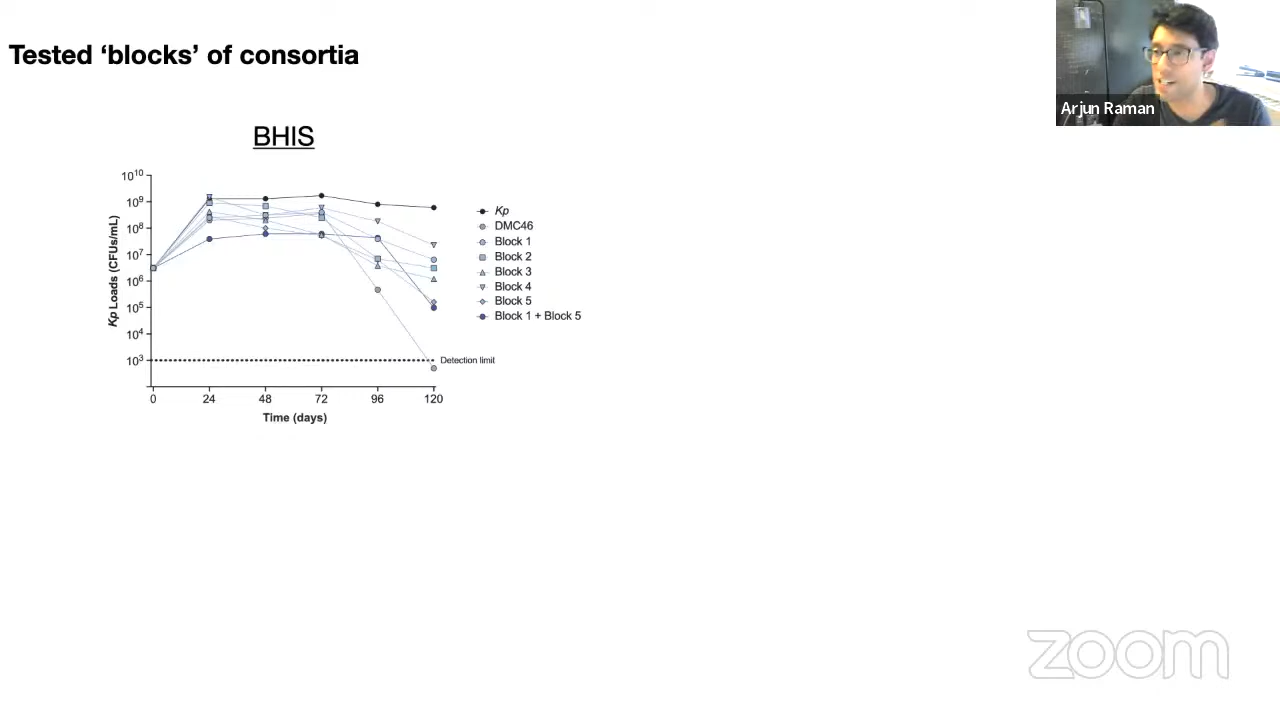 Tested ‘blocks’ of consortia
Arjun Raman
BHIS
10^10
10^9
10^8
10^7
10^6
10^5
10^4
10^3
Kp Loads (CFUs/mL)
Kp
DMC46
Block 1
Block 2
Block 3
Block 4
Block 5
Block 1 + Block 5
Detection limit
0 24 48 72 96 120
Time (days)
zoom